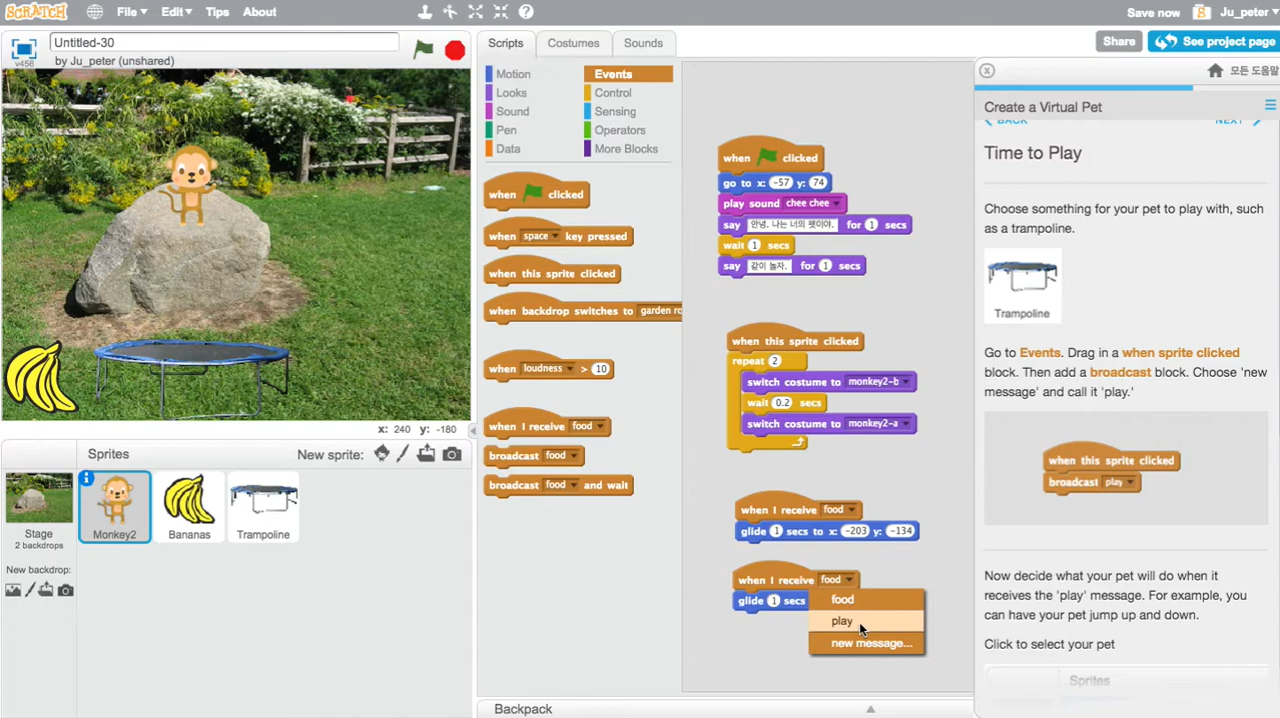 SCRATCH File Edit Tips About Save now Ju_peter
v456 Untitled-30
by Ju_peter (unshared)
Share See project page
Scripts Costumes Sounds
Motion Events
Looks Control
Sound Sensing
Pen Operators
Data More Blocks
when clicked
when space key pressed
when this sprite clicked
when backdrop switches to garden ro
when loudness > 10
when I receive food
broadcast food
broadcast food and wait
when clicked
go to x: -57 y: 74
play sound chee chee
say 안녕, 나는 너의 펫이야. for 1 secs
wait 1 secs
say 같이 놀자. for 1 secs
when this sprite clicked
repeat 2
switch costume to monkey2-b
wait 0.2 secs
switch costume to monkey2-a
when I receive food
glide 1 secs to x: -203 y: -134
when I receive food
glide 1 secs
food
play
new message...
x: 240 y: -180
Sprites New sprite:
Stage
2 backdrops
New backdrop:
Monkey2 Bananas Trampoline
Backpack
모든 도움말
Create a Virtual Pet
BACK NEXT
Time to Play
Choose something for your pet to play with, such
as a trampoline.
Trampoline
Go to Events. Drag in a when sprite clicked
block. Then add a broadcast block. Choose 'new
message' and call it 'play.'
when this sprite clicked
broadcast play
Now decide what your pet will do when it
receives the 'play' message. For example, you
can have your pet jump up and down.
Click to select your pet
Sprites